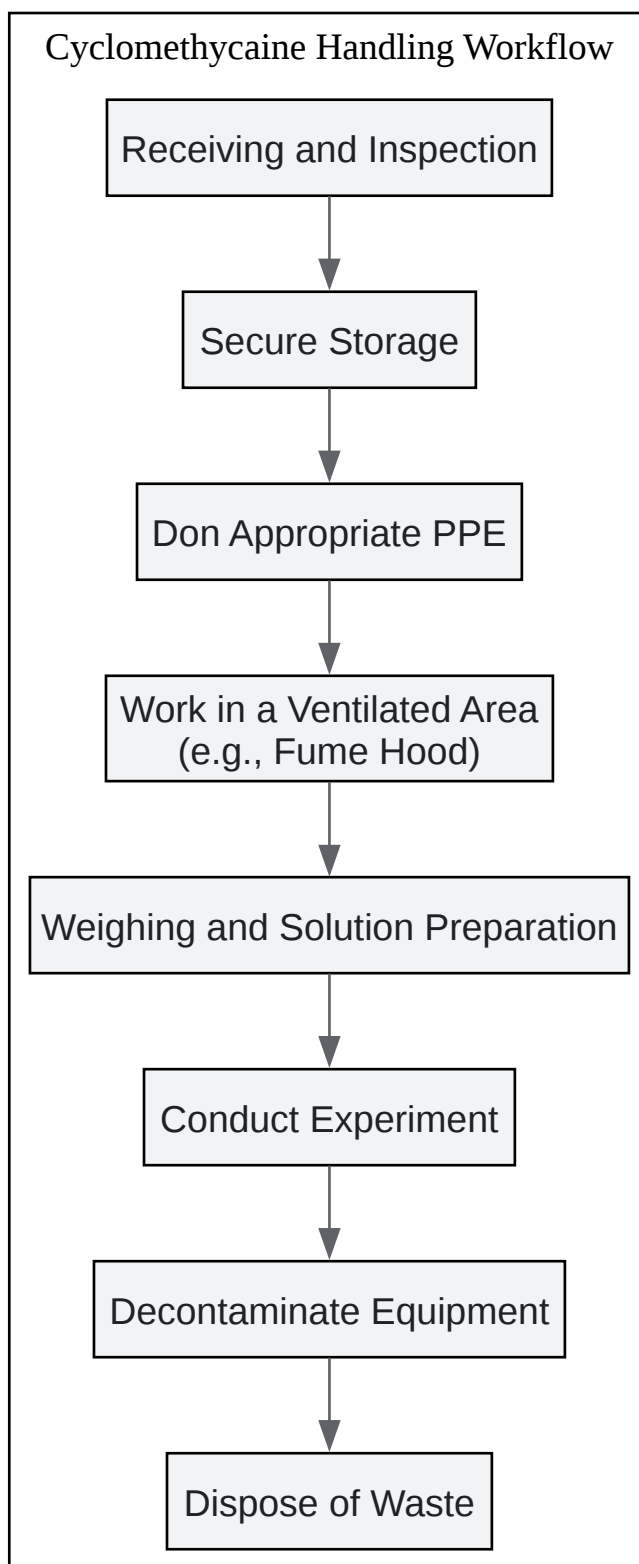 Cyclomethycaine Handling Workflow
Receiving and Inspection
Secure Storage
Don Appropriate PPE
Work in a Ventilated Area
(e.g., Fume Hood)
Weighing and Solution Preparation
Conduct Experiment
Decontaminate Equipment
Dispose of Waste